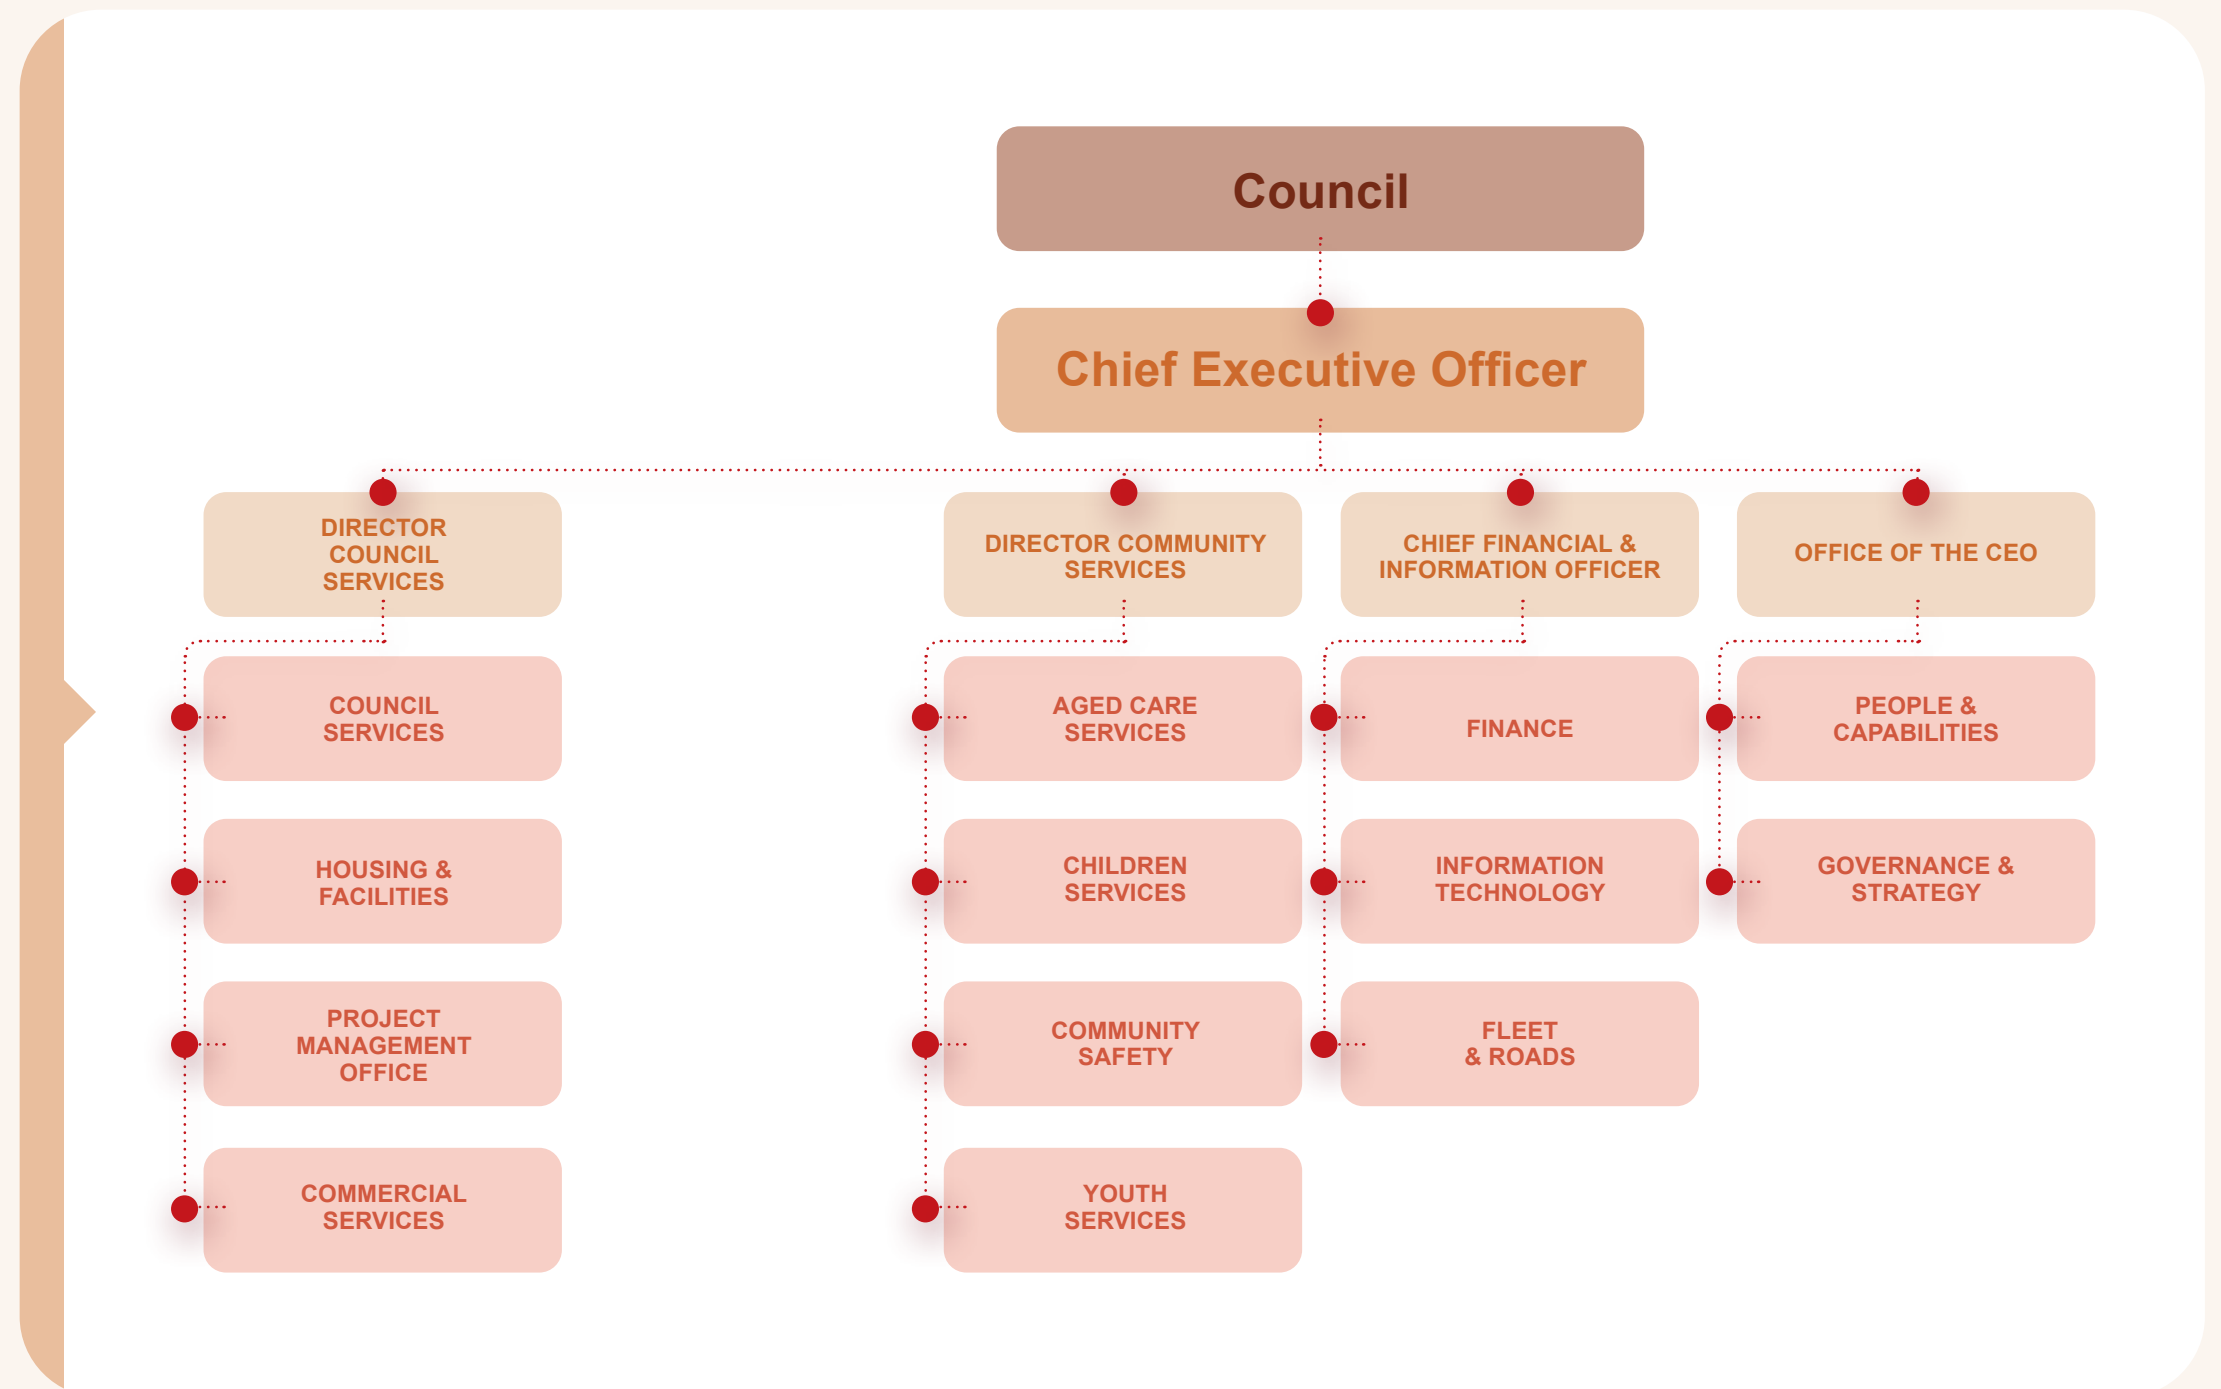 Council
Chief Executive Officer
DIRECTOR
COUNCIL
SERVICES
COUNCIL
SERVICES
HOUSING &
FACILITIES
PROJECT
MANAGEMENT
OFFICE
COMMERCIAL
SERVICES
DIRECTOR COMMUNITY
SERVICES
AGED CARE
SERVICES
CHILDREN
SERVICES
COMMUNITY
SAFETY
YOUTH
SERVICES
CHIEF FINANCIAL &
INFORMATION OFFICER
FINANCE
INFORMATION
TECHNOLOGY
FLEET
& ROADS
OFFICE OF THE CEO
PEOPLE &
CAPABILITIES
GOVERNANCE &
STRATEGY